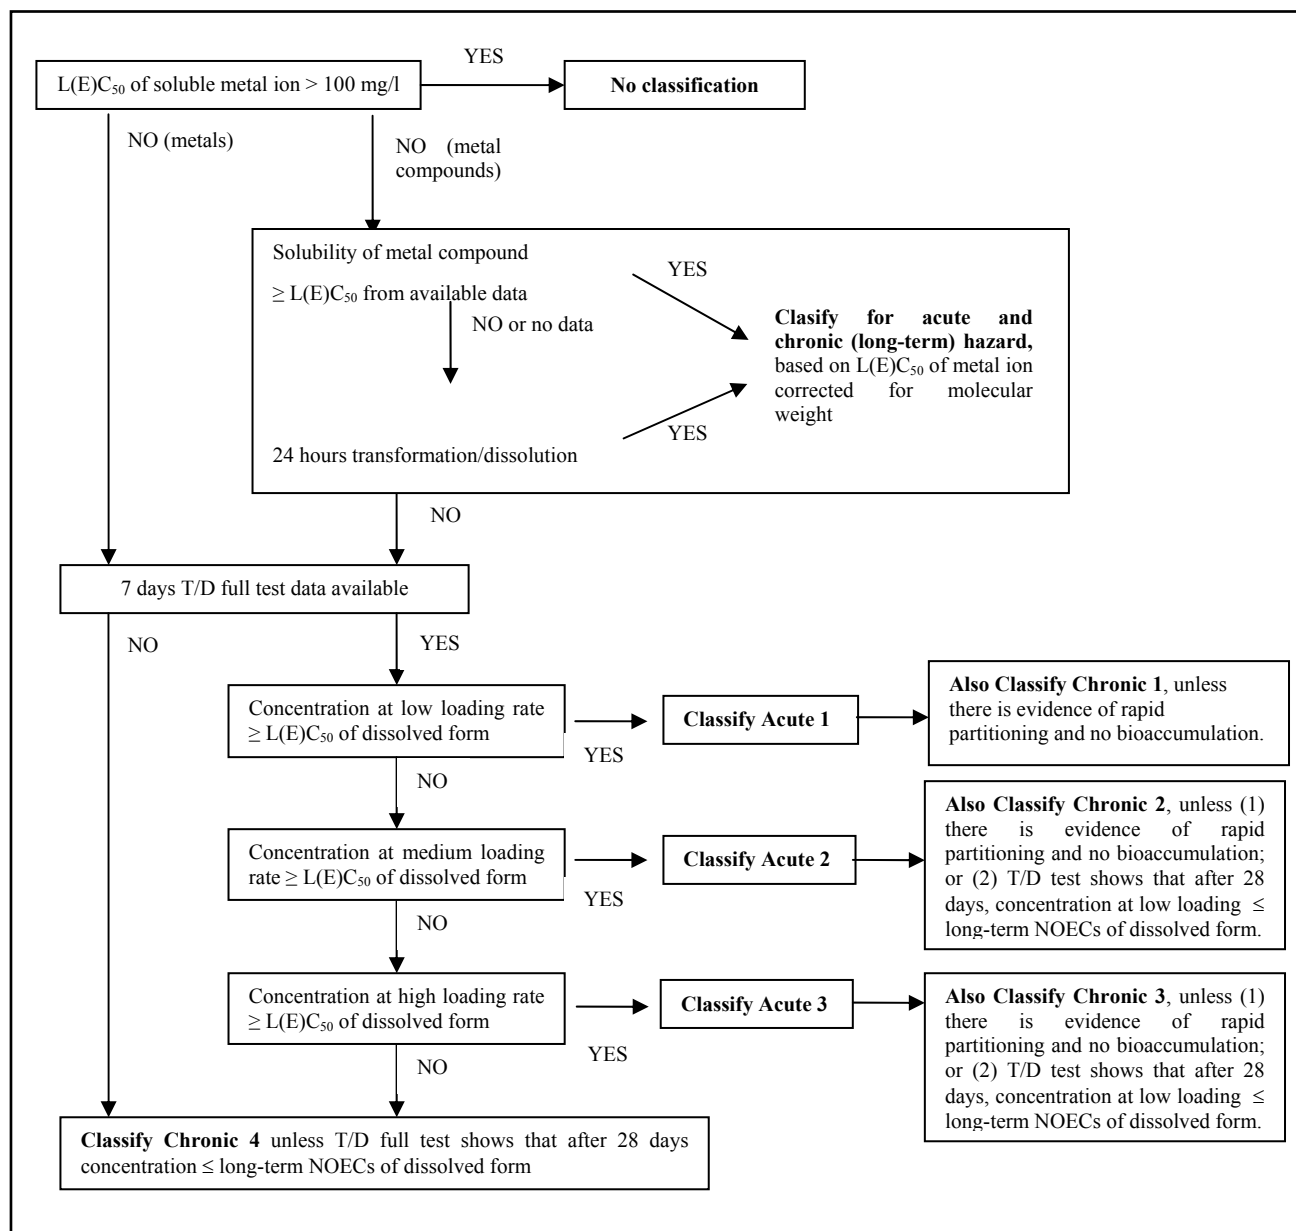 YES
L(E)C50 of soluble metal ion > 100 mg/l
No classification
NO (metals)
NO (metal
compounds)
Solubility of metal compound
≥ L(E)C50 from available data
YES
NO or no data
Clasify for acute and
chronic (long-term) hazard,
based on L(E)C50 of metal ion
corrected for molecular
weight
YES
24 hours transformation/dissolution
NO
7 days T/D full test data available
NO
YES
Concentration at low loading rate
≥ L(E)C50 of dissolved form
YES
Classify Acute 1
Also Classify Chronic 1, unless
there is evidence of rapid
partitioning and no bioaccumulation.
NO
Concentration at medium loading
rate ≥ L(E)C50 of dissolved form
YES
Classify Acute 2
Also Classify Chronic 2, unless (1)
there is evidence of rapid
partitioning and no bioaccumulation;
or (2) T/D test shows that after 28
days, concentration at low loading ≤
long-term NOECs of dissolved form.
NO
Concentration at high loading rate
≥ L(E)C50 of dissolved form
YES
Classify Acute 3
Also Classify Chronic 3, unless (1)
there is evidence of rapid
partitioning and no bioaccumulation;
or (2) T/D test shows that after 28
days, concentration at low loading ≤
long-term NOECs of dissolved form.
NO
Classify Chronic 4 unless T/D full test shows that after 28 days
concentration ≤ long-term NOECs of dissolved form